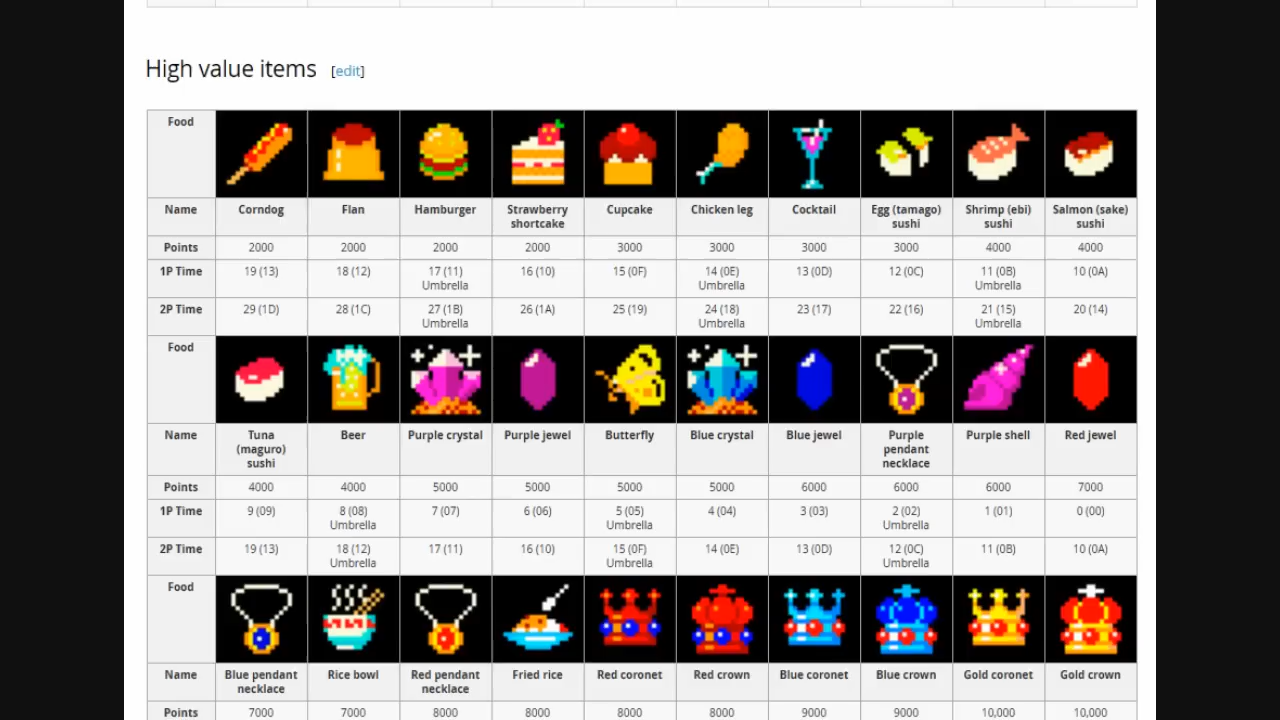 High value items [edit]
Food
Name Corndog Flan Hamburger Strawberry shortcake Cupcake Chicken leg Cocktail Egg (tamago) sushi Shrimp (ebi) sushi Salmon (sake) sushi
Points 2000 2000 2000 2000 3000 3000 3000 3000 4000 4000
1P Time 19 (13) 18 (12) 17 (11) Umbrella 16 (10) 15 (0F) 14 (0E) Umbrella 13 (0D) 12 (0C) 11 (0B) Umbrella 10 (0A)
2P Time 29 (1D) 28 (1C) 27 (1B) Umbrella 26 (1A) 25 (19) 24 (18) Umbrella 23 (17) 22 (16) 21 (15) Umbrella 20 (14)
Food
Name Tuna (maguro) sushi Beer Purple crystal Purple jewel Butterfly Blue crystal Blue jewel Purple pendant necklace Purple shell Red jewel
Points 4000 4000 5000 5000 5000 5000 6000 6000 6000 7000
1P Time 9 (09) 8 (08) Umbrella 7 (07) 6 (06) 5 (05) Umbrella 4 (04) 3 (03) 2 (02) Umbrella 1 (01) 0 (00)
2P Time 19 (13) 18 (12) Umbrella 17 (11) 16 (10) 15 (0F) Umbrella 14 (0E) 13 (0D) 12 (0C) Umbrella 11 (0B) 10 (0A)
Food
Name Blue pendant necklace Rice bowl Red pendant necklace Fried rice Red coronet Red crown Blue coronet Blue crown Gold coronet Gold crown
Points 7000 7000 8000 8000 8000 8000 9000 9000 10,000 10,000